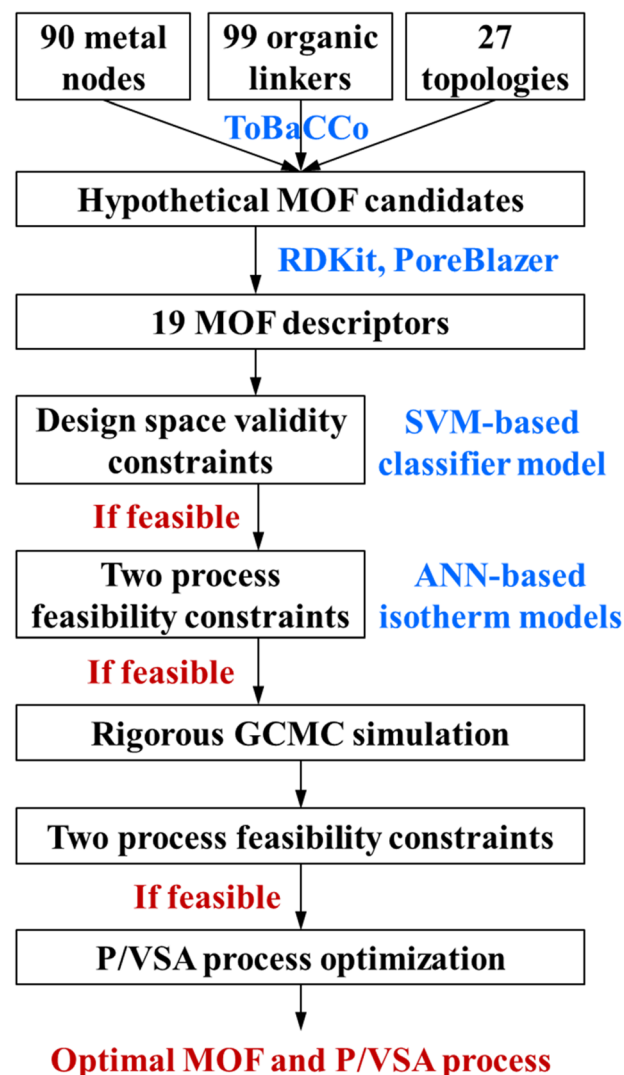 90 metal
nodes
99 organic
linkers
27
topologies
ToBaCCo
Hypothetical MOF candidates
RDKit, PoreBlazer
19 MOF descriptors
Design space validity
constraints
SVM-based
classifier model
If feasible
Two process
feasibility constraints
ANN-based
isotherm models
If feasible
Rigorous GCMC simulation
Two process feasibility constraints
If feasible
P/VSA process optimization
Optimal MOF and P/VSA process